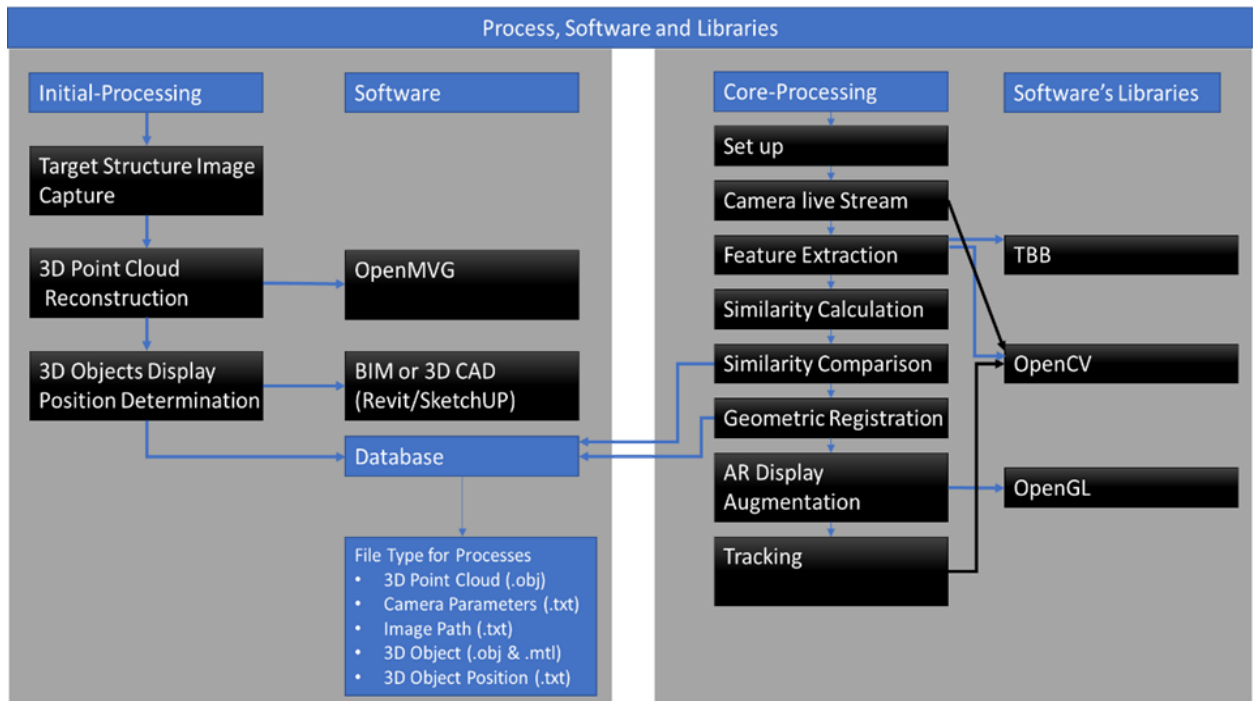 Process, Software and Libraries
Initial-Processing
Software
Target Structure Image
Capture
3D Point Cloud
Reconstruction
OpenMVG
3D Objects Display
Position Determination
BIM or 3D CAD
(Revit/SketchUP)
Database
File Type for Processes
• 3D Point Cloud (.obj)
• Camera Parameters (.txt)
• Image Path (.txt)
• 3D Object (.obj & .mtl)
• 3D Object Position (.txt)
Core-Processing
Software's Libraries
Set up
Camera live Stream
Feature Extraction
TBB
Similarity Calculation
Similarity Comparison
OpenCV
Geometric Registration
AR Display
Augmentation
OpenGL
Tracking